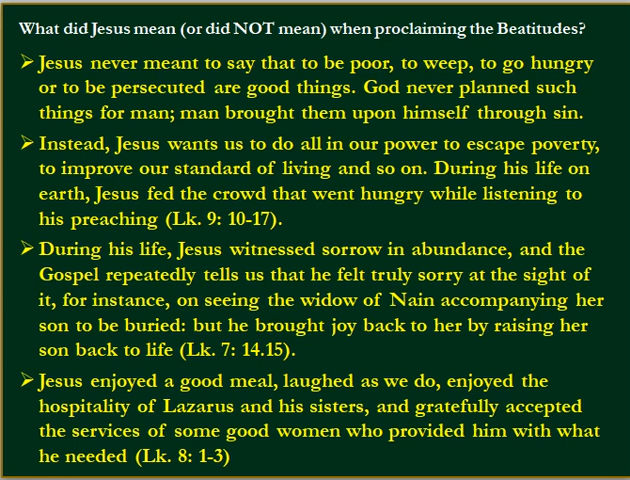 What did Jesus mean (or did NOT mean) when proclaiming the Beatitudes?
Jesus never meant to say that to be poor, to weep, to go hungry
or to be persecuted are good things. God never planned such
things for man; man brought them upon himself through sin.
Instead, Jesus wants us to do all in our power to escape poverty,
to improve our standard of living and so on. During his life on
earth, Jesus fed the crowd that went hungry while listening to
his preaching (Lk. 9: 10-17).
During his life, Jesus witnessed sorrow in abundance, and the
Gospel repeatedly tells us that he felt truly sorry at the sight of
it, for instance, on seeing the widow of Nain accompanying her
son to be buried: but he brought joy back to her by raising her
son back to life (Lk. 7: 14.15).
Jesus enjoyed a good meal, laughed as we do, enjoyed the
hospitality of Lazarus and his sisters, and gratefully accepted
the services of some good women who provided him with what
he needed (Lk. 8: 1-3)